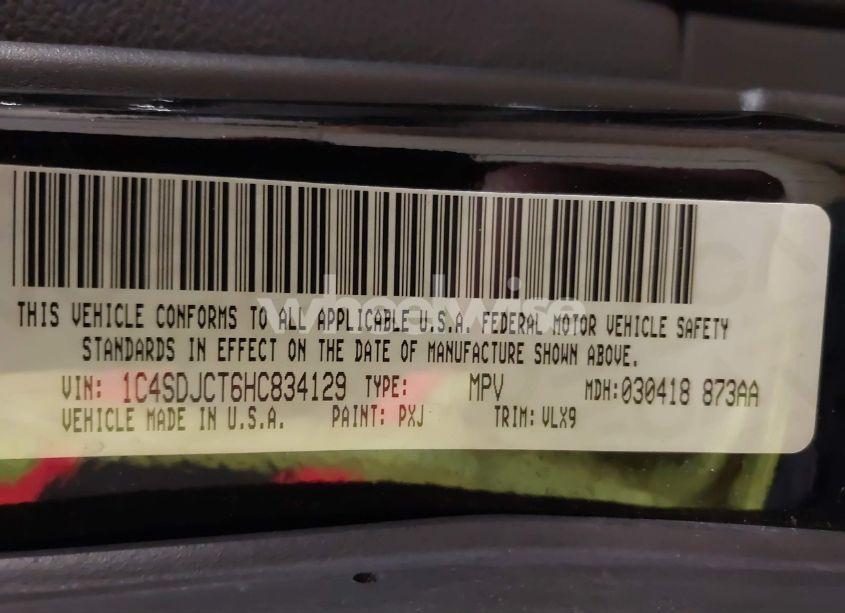 THIS VEHICLE CONFORMS TO ALL APPLICABLE U.S.A. FEDERAL MOTOR VEHICLE SAFETY
STANDARDS IN EFFECT ON THE DATE OF MANUFACTURE SHOWN ABOVE.
VIN: 1C4SDJCT6HC834129 TYPE: MPV MDH:030418 873AA
VEHICLE MADE IN U.S.A. PAINT: PXJ TRIM: VLX9
wheelwise